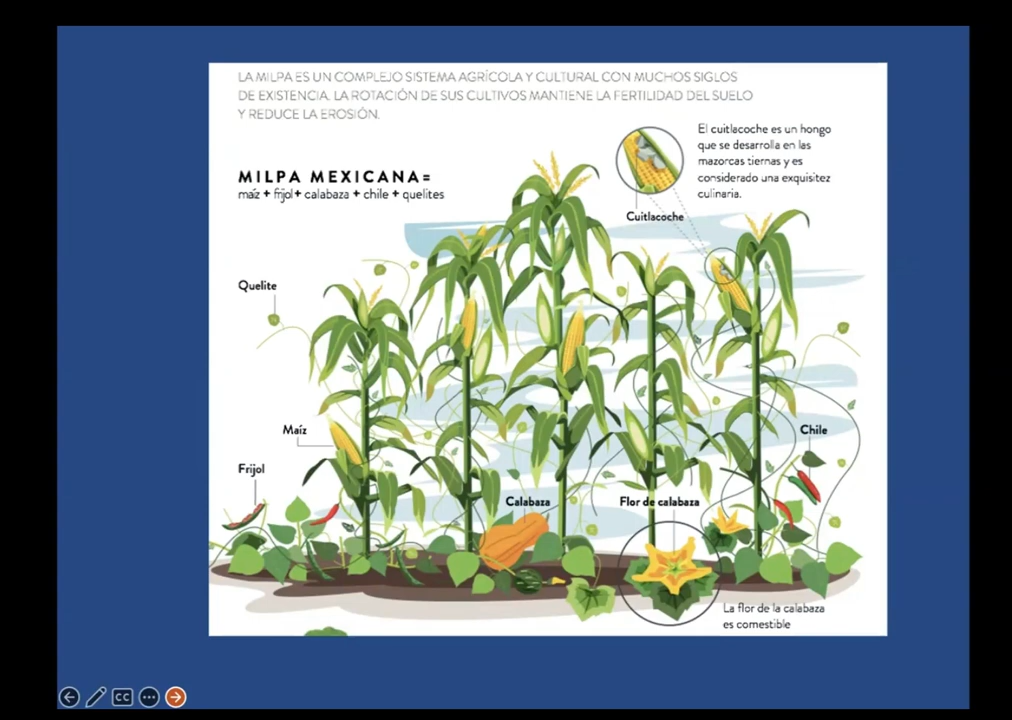 LA MILPA ES UN COMPLEJO SISTEMA AGRÍCOLA Y CULTURAL CON MUCHOS SIGLOS
DE EXISTENCIA. LA ROTACIÓN DE SUS CULTIVOS MANTIENE LA FERTILIDAD DEL SUELO
Y REDUCE LA EROSIÓN.
MILPA MEXICANA=
maíz + frijol+ calabaza + chile + quelites
El cuitlacoche es un hongo
que se desarrolla en las
mazorcas tiernas y es
considerado una exquisitez
culinaria.
Cuitlacoche
Quelite
Maíz
Chile
Frijol
Calabaza
Flor de calabaza
La flor de la calabaza
es comestible
CC